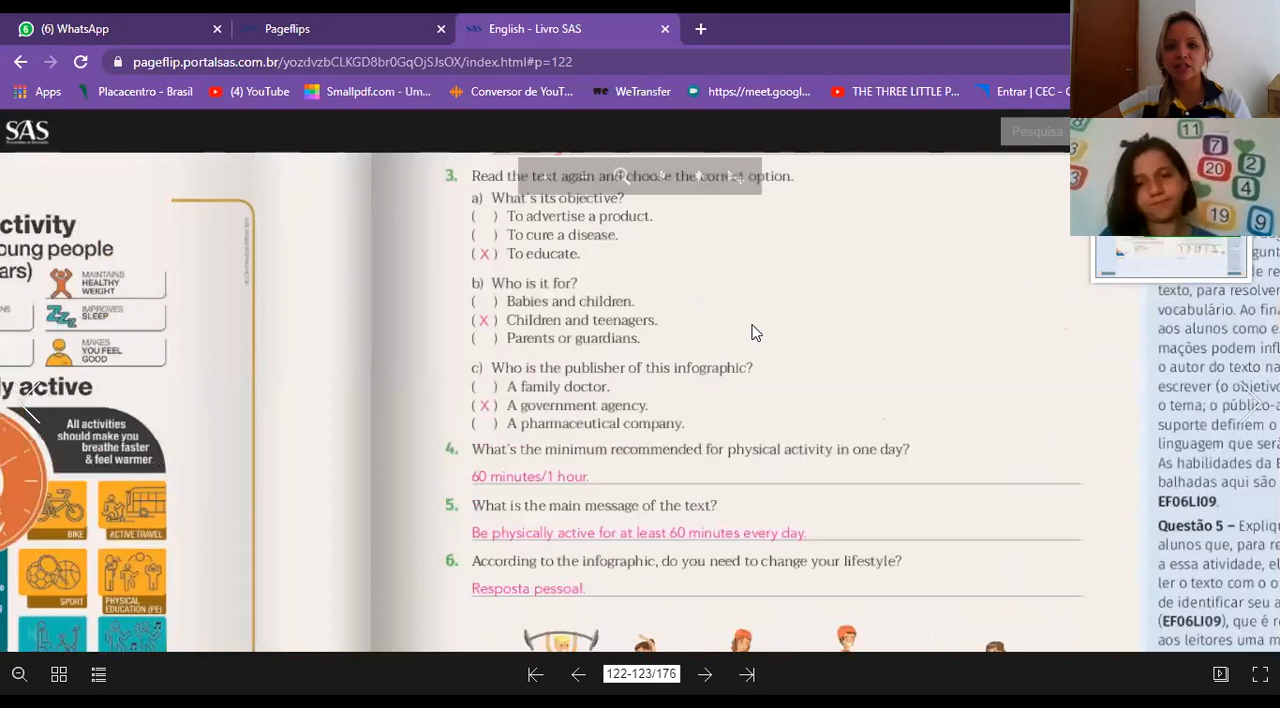 (6) WhatsApp
Pageflips
English - Livro SAS
pageflip.portalsas.com.br/yozdvzbCLKGD8br0GqOjSJsOX/index.html#p=122
Apps
Placacentro - Brasil
(4) YouTube
Smallpdf.com - Um...
Conversor de YouT...
WeTransfer
https://meet.googl...
THE THREE LITTLE P...
Entrar | CEC - C
SAS
Pesquisa
ctivity
oung people
ars)
MAINTAINS
HEALTHY
WEIGHT
IMPROVES
SLEEP
MAKES
YOU FEEL
GOOD
ly active
All activities
should make you
breathe faster
& feel warmer
BIKE
ACTIVE TRAVEL
SPORT
PHYSICAL
EDUCATION (PE)
3. Read the text again and choose the correct option.
a) What's its objective?
( ) To advertise a product.
( ) To cure a disease.
( X ) To educate.
b) Who is it for?
( ) Babies and children.
( X ) Children and teenagers.
( ) Parents or guardians.
c) Who is the publisher of this infographic?
( ) A family doctor.
( X ) A government agency.
( ) A pharmaceutical company.
4. What's the minimum recommended for physical activity in one day?
60 minutes/1 hour.
5. What is the main message of the text?
Be physically active for at least 60 minutes every day.
6. According to the infographic, do you need to change your lifestyle?
Resposta pessoal.
11
7
2
20
4
3
19
9
8
texto, para resolver
vocabulário. Ao fina
aos alunos como es
mações podem infl
o autor do texto na
escrever (o objetivo
o tema; o público-a
suporte definem o
linguagem que será
As habilidades da B
balhadas aqui são
EF06LI09.
Questão 5 – Expliqu
alunos que, para re
a essa atividade, el
ler o texto com o o
de identificar seu a
(EF06LI09), que é r
aos leitores uma m
122-123/176